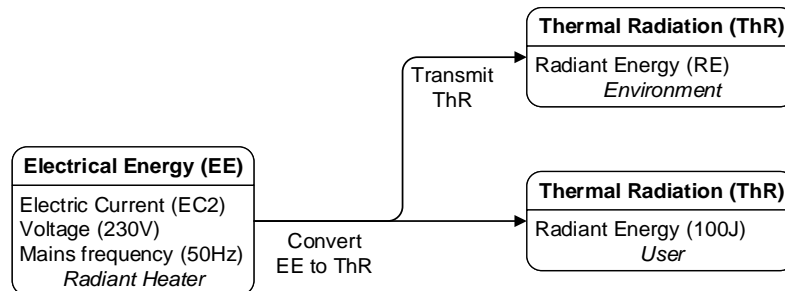 Thermal Radiation (ThR)
Radiant Energy (RE)
Environment
Transmit
ThR
Electrical Energy (EE)
Electric Current (EC2)
Voltage (230V)
Mains frequency (50Hz)
Radiant Heater
Convert
EE to ThR
Thermal Radiation (ThR)
Radiant Energy (100J)
User